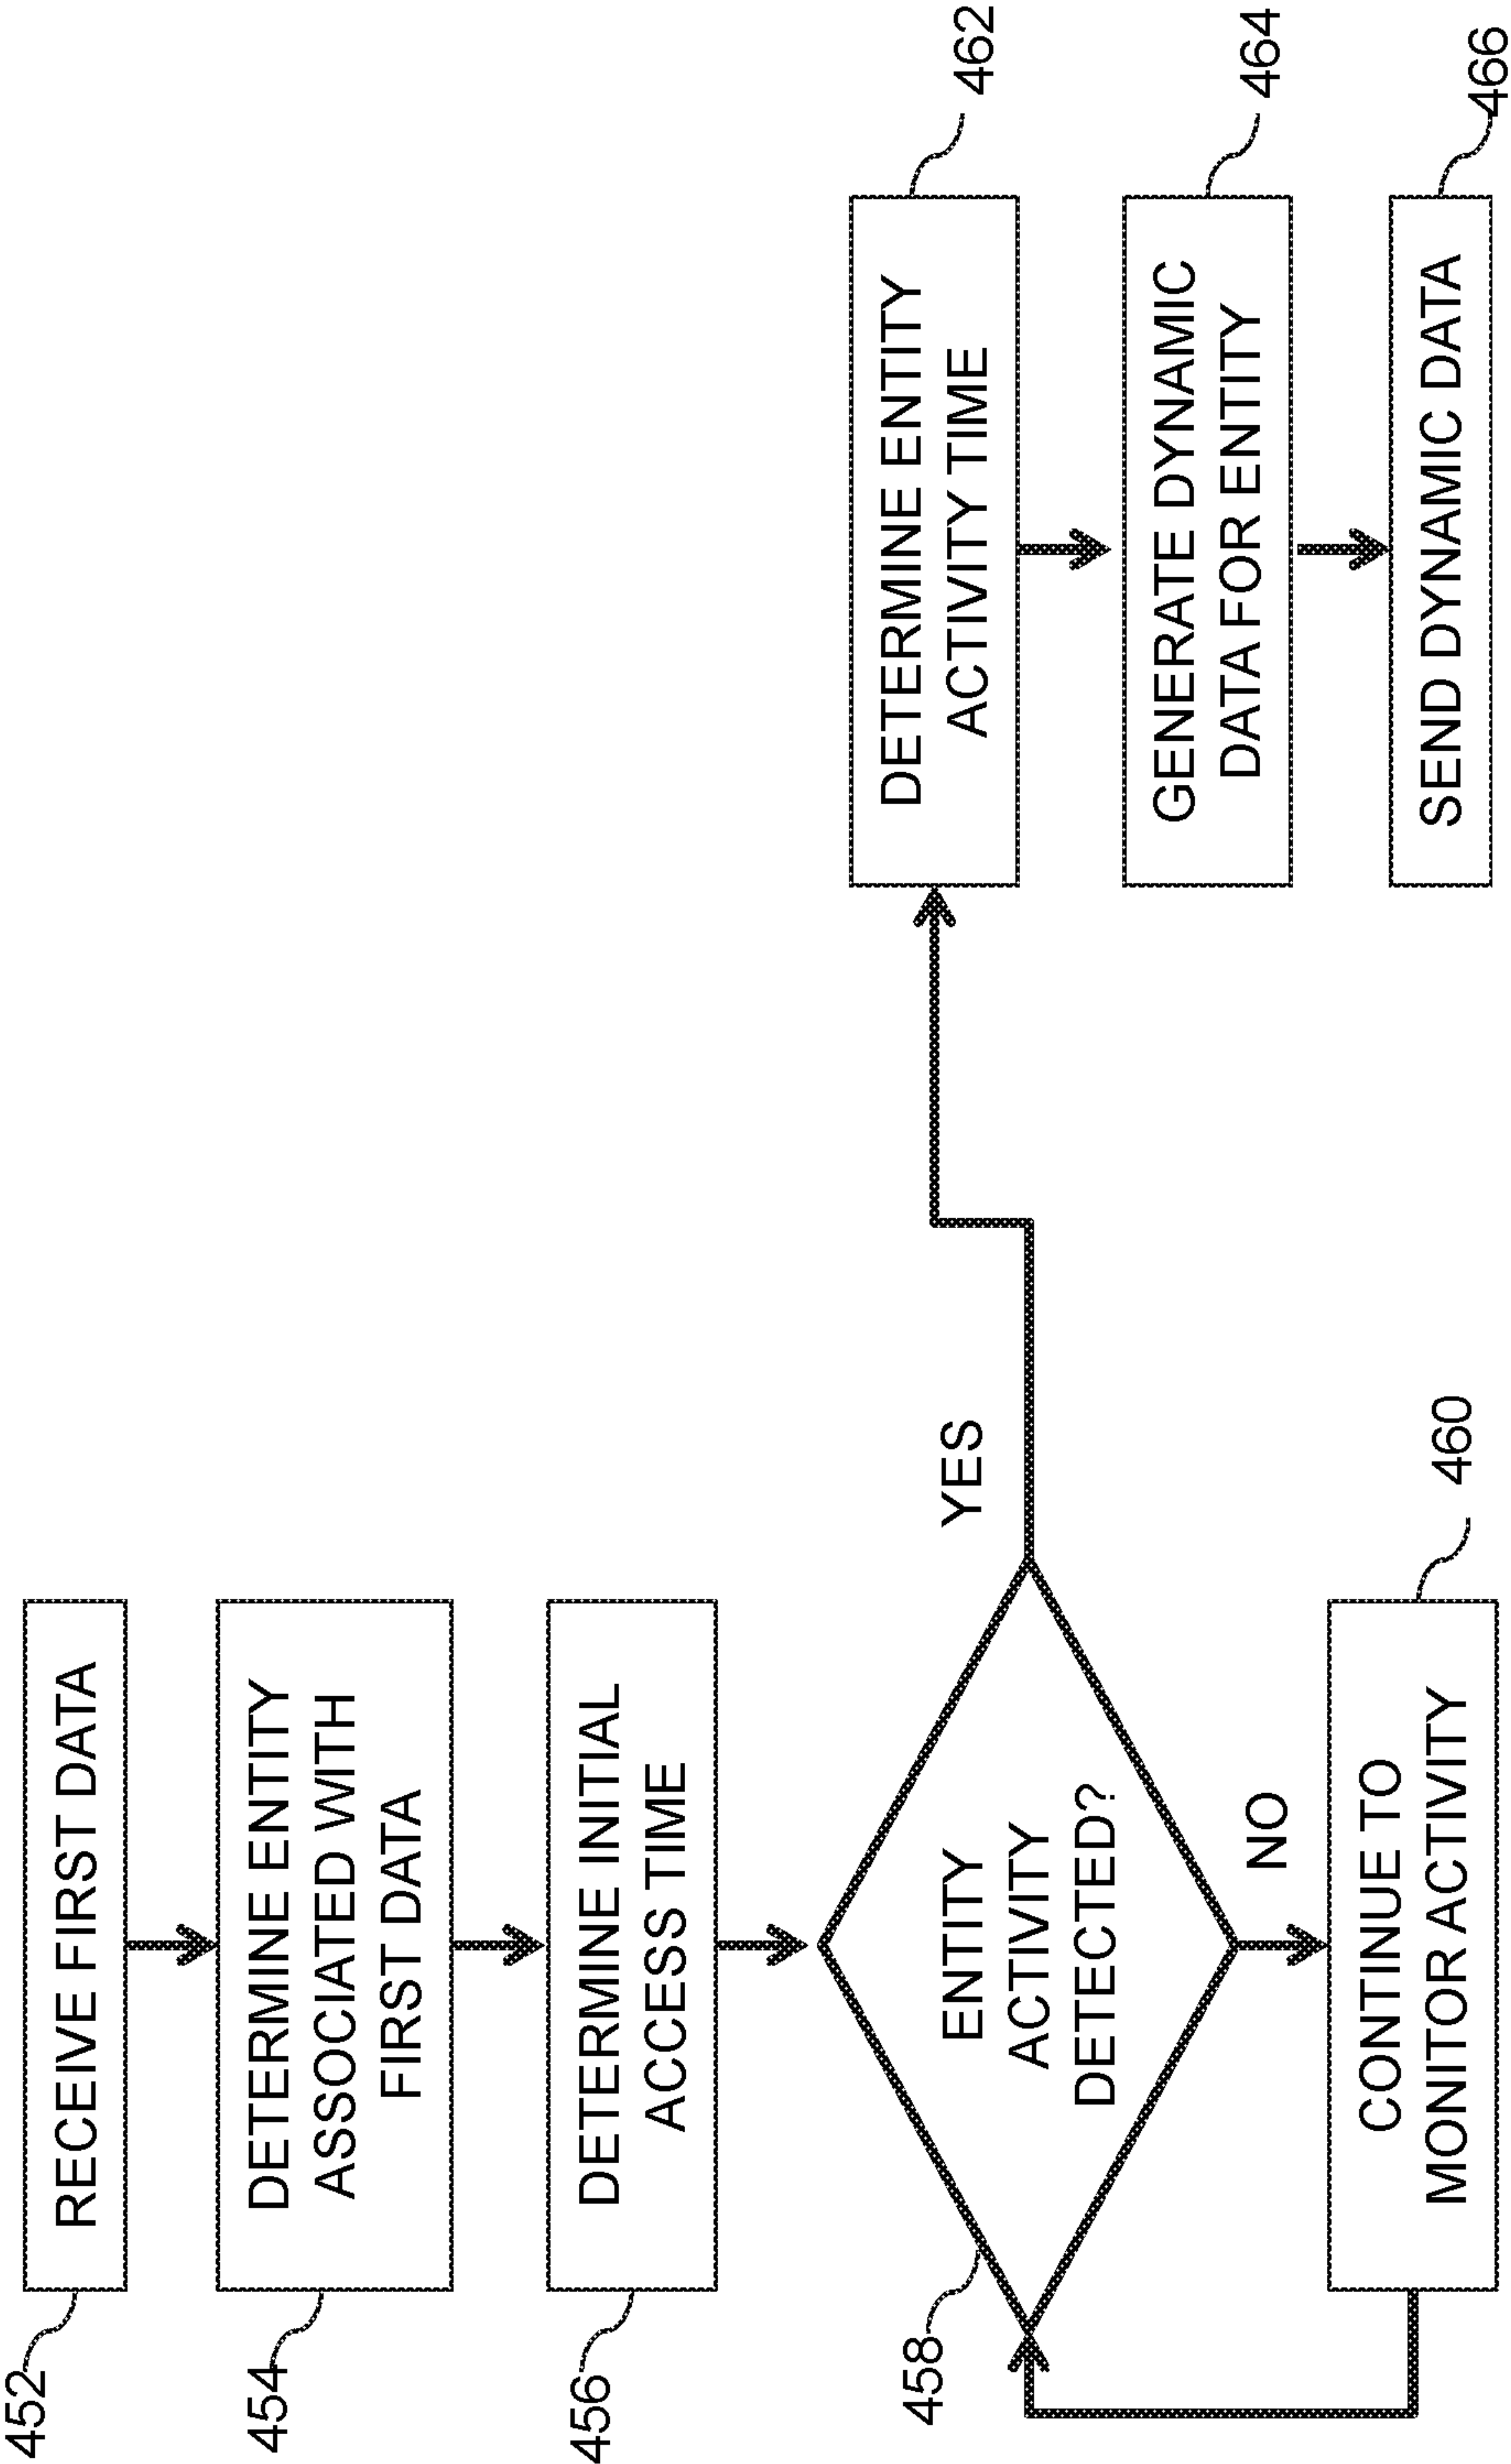 452
RECEIVE FIRST DATA
454
DETERMINE ENTITY
ASSOCIATED WITH
FIRST DATA
456
DETERMINE INITIAL
ACCESS TIME
458
ENTITY
ACTIVITY
DETECTED?
YES
NO
CONTINUE TO
MONITOR ACTIVITY
460
DETERMINE ENTITY
ACTIVITY TIME
462
GENERATE DYNAMIC
DATA FOR ENTITY
464
SEND DYNAMIC DATA
466